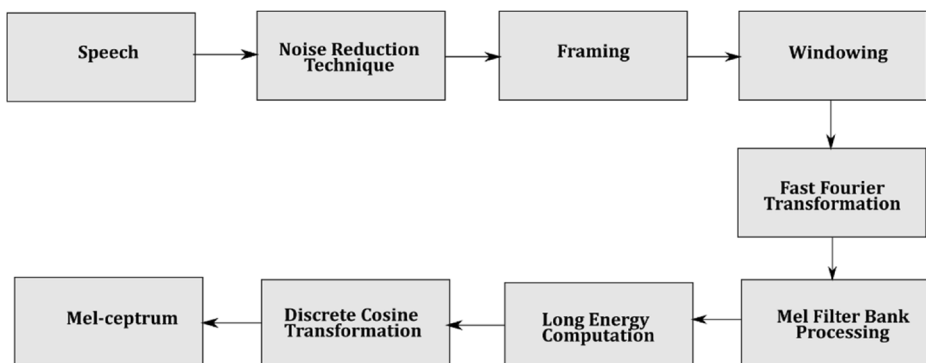 Speech
Noise Reduction
Technique
Framing
Windowing
Fast Fourier
Transformation
Mel Filter Bank
Processing
Long Energy
Computation
Discrete Cosine
Transformation
Mel-ceptrum